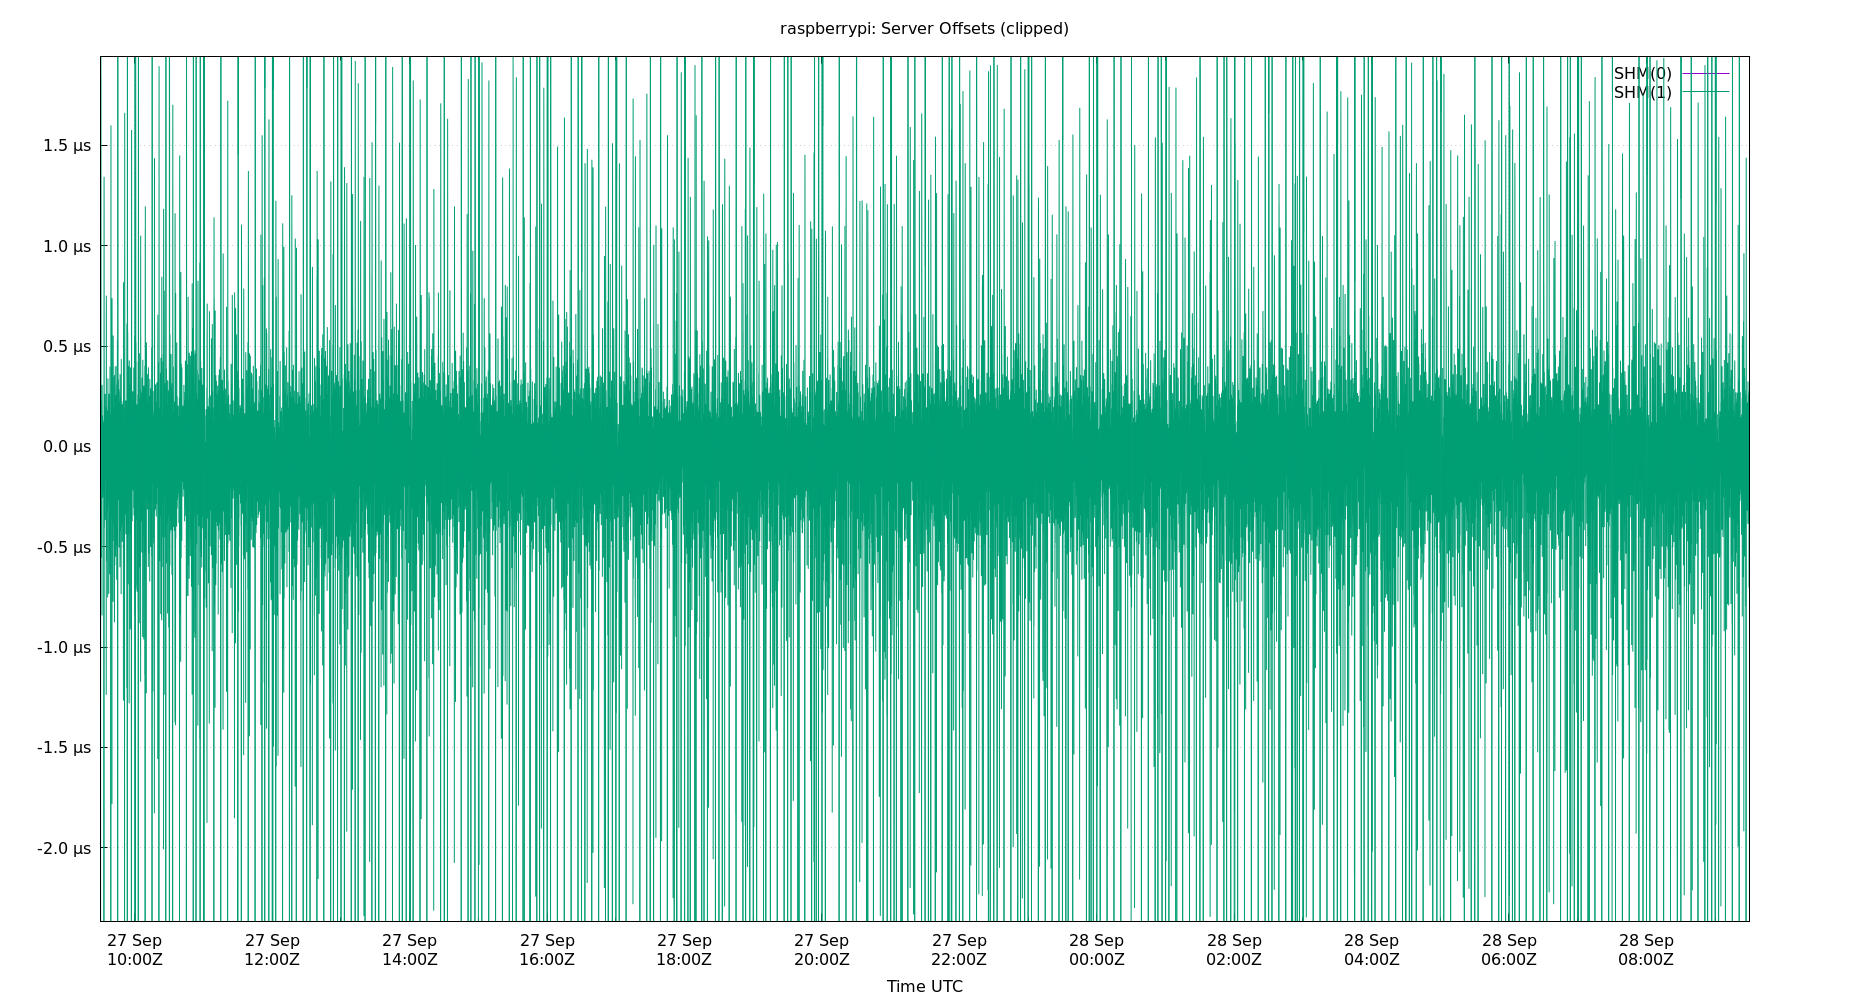 raspberrypi: Server Offsets (clipped)
SHM(0)
SHM(1)
1.5 µs
1.0 µs
0.5 µs
0.0 µs
-0.5 µs
-1.0 µs
-1.5 µs
-2.0 µs
27 Sep 27 Sep 27 Sep 27 Sep 27 Sep 27 Sep 27 Sep 28 Sep 28 Sep 28 Sep 28 Sep 28 Sep
10:00Z 12:00Z 14:00Z 16:00Z 18:00Z 20:00Z 22:00Z 00:00Z 02:00Z 04:00Z 06:00Z 08:00Z
Time UTC